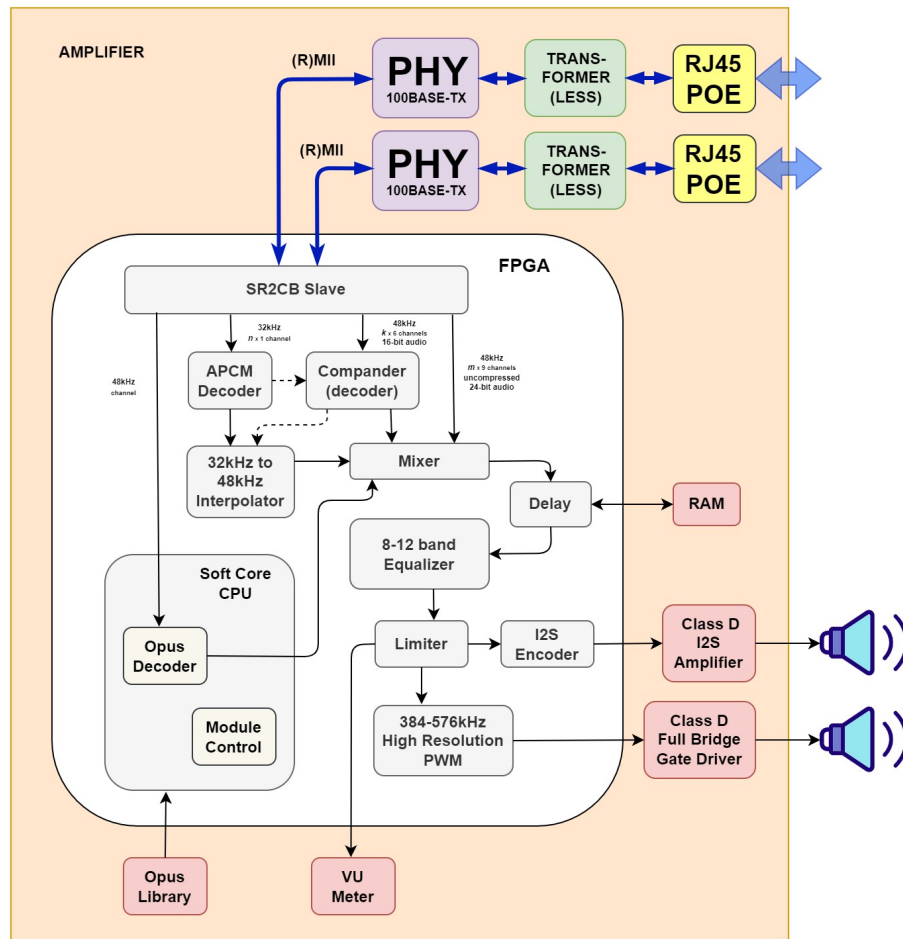 AMPLIFIER
(R)MII
PHY
100BASE-TX
TRANS-
FORMER
(LESS)
RJ45
POE
(R)MII
PHY
100BASE-TX
TRANS-
FORMER
(LESS)
RJ45
POE
FPGA
SR2CB Slave
32kHz
n x 1 channel
48kHz
k x 6 channels
16-bit audio
48kHz
m x 9 channels
uncompressed
24-bit audio
48kHz
channel
APCM
Decoder
Compander
(decoder)
32kHz to
48kHz
Interpolator
Mixer
Delay
RAM
8-12 band
Equalizer
Soft Core
CPU
Opus
Decoder
Module
Control
Limiter
I2S
Encoder
Class D
I2S
Amplifier
384-576kHz
High Resolution
PWM
Class D
Full Bridge
Gate Driver
Opus
Library
VU
Meter